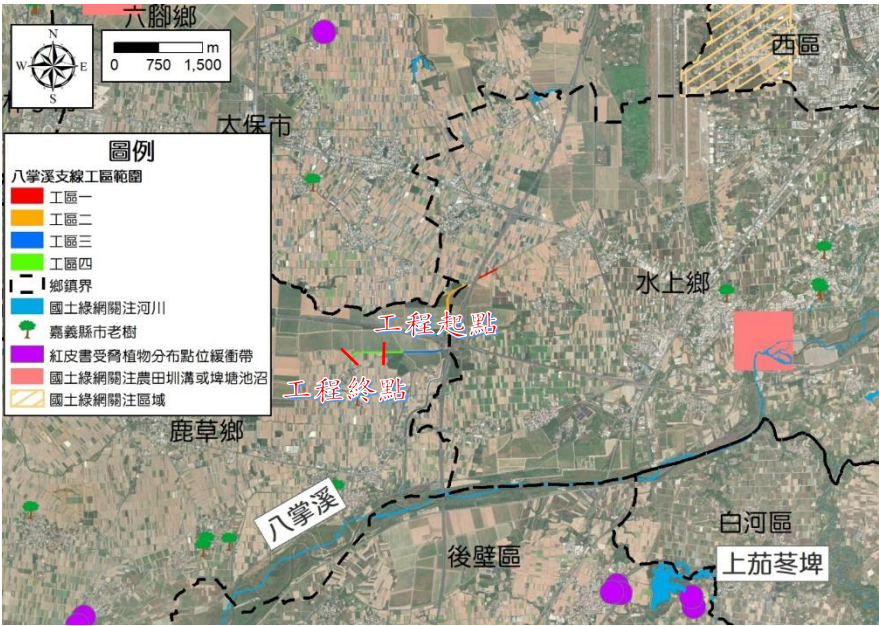 六腳鄉
N
W
E
S
m
0 750 1,500
西區
太保市
圖例
八掌溪支線工區範圍
工區一
工區二
工區三
工區四
鄉鎮界
國土綠網關注河川
嘉義縣市老樹
紅皮書受脅植物分布點位緩衝帶
國土綠網關注農田圳溝或埤塘池沼
國土綠網關注區域
水上鄉
工程起點
工程終點
鹿草鄉
八掌溪
後壁區
白河區
上茄苳埤